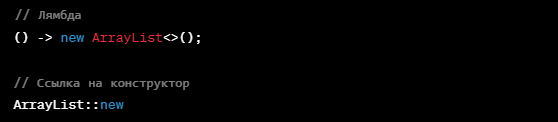 // Лямбда
() -> new ArrayList<>();
// Ссылка на конструктор
ArrayList::new